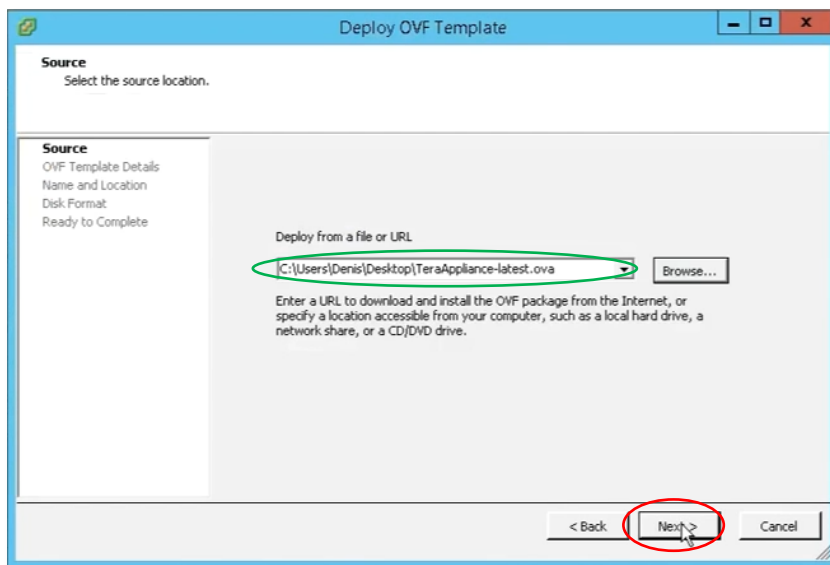 Deploy OVF Template
Source
Select the source location.
Source
OVF Template Details
Name and Location
Disk Format
Ready to Complete
Deploy from a file or URL
C:\Users\Denis\Desktop\TeraAppliance-latest.ova
Browse...
Enter a URL to download and install the OVF package from the Internet, or
specify a location accessible from your computer, such as a local hard drive, a
network share, or a CD/DVD drive.
< Back
Next >
Cancel